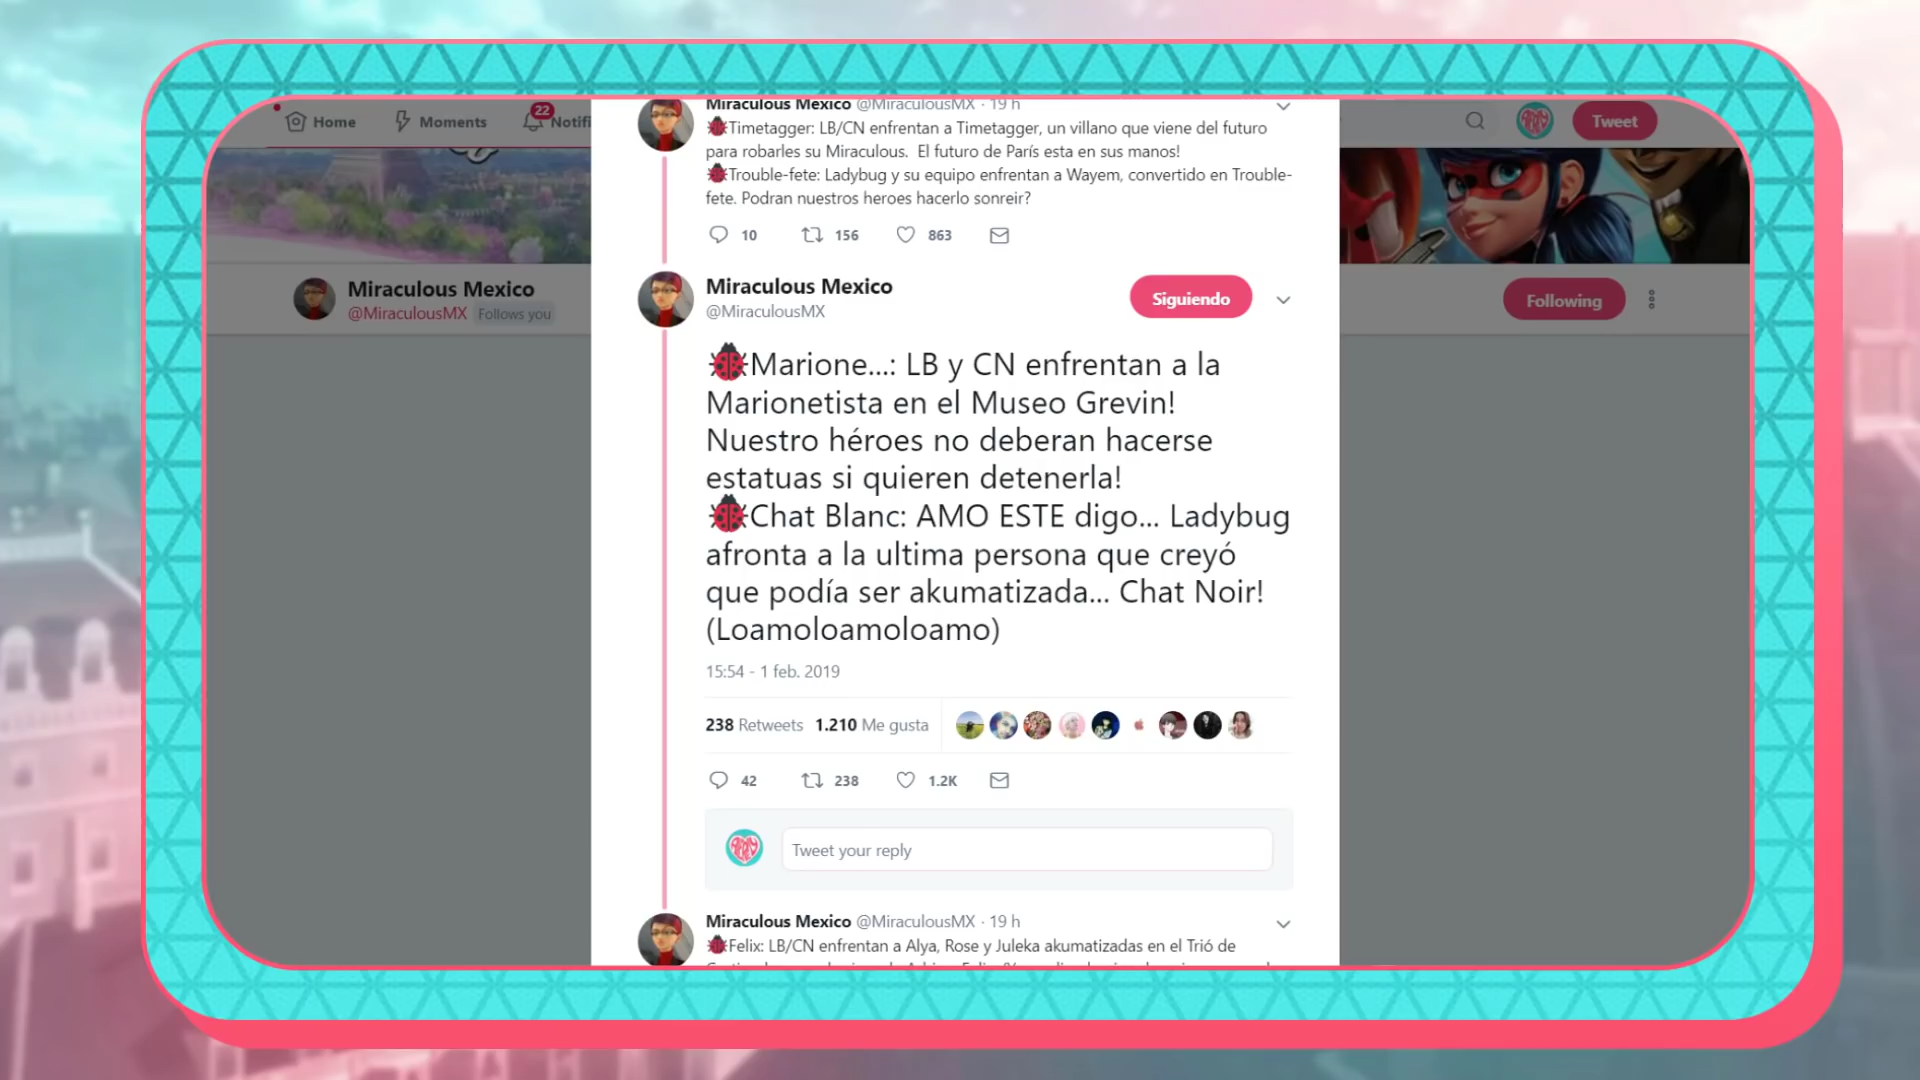 Miraculous Mexico @MiraculousMX · 19 h
Home
Moments
22
Notifi
Tweet
Timetagger: LB/CN enfrentan a Timetagger, un villano que viene del futuro
para robarles su Miraculous. El futuro de París esta en sus manos!
Trouble-fete: Ladybug y su equipo enfrentan a Wayem, convertido en Trouble-
fete. Podran nuestros heroes hacerlo sonreir?
10 156 863
Miraculous Mexico
@MiraculousMX Follows you
Following
Miraculous Mexico
@MiraculousMX
Siguiendo
Marione...: LB y CN enfrentan a la
Marionetista en el Museo Grevin!
Nuestro héroes no deberan hacerse
estatuas si quieren detenerla!
Chat Blanc: AMO ESTE digo... Ladybug
afronta a la ultima persona que creyó
que podía ser akumatizada... Chat Noir!
(Loamoloamoloamo)
15:54 - 1 feb. 2019
238 Retweets 1.210 Me gusta
42 238 1.2K
Tweet your reply
Miraculous Mexico @MiraculousMX · 19 h
Felix: LB/CN enfrentan a Alya, Rose y Juleka akumatizadas en el Trió de